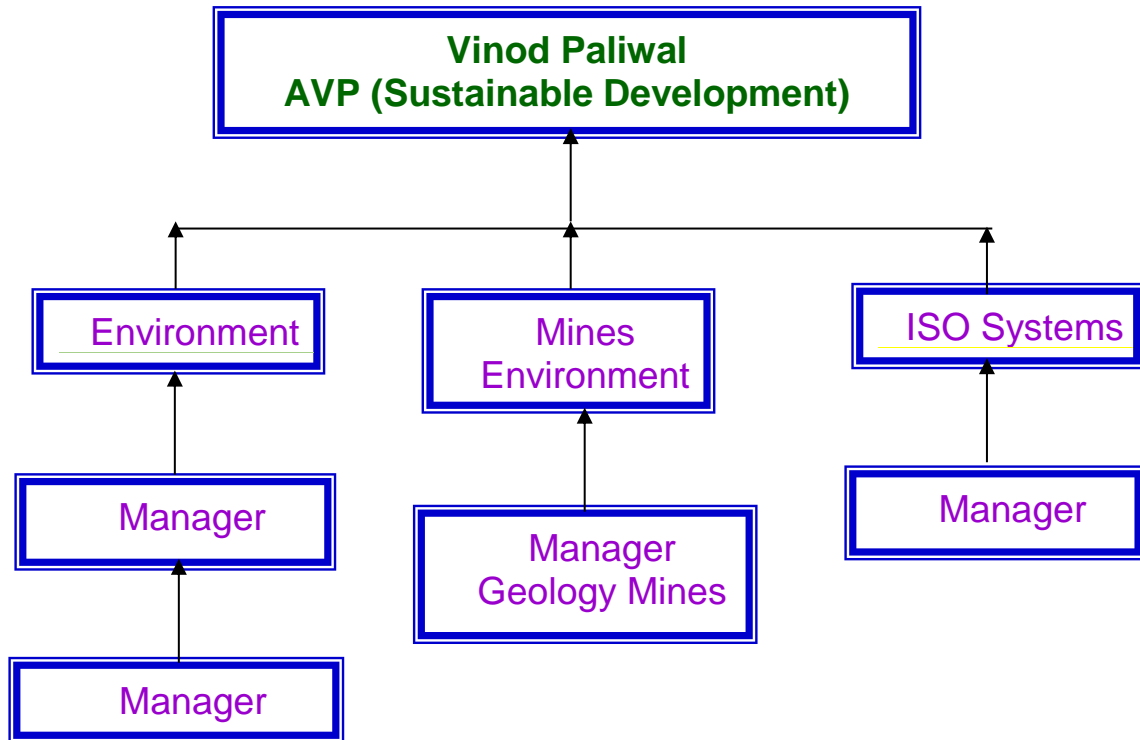 Vinod Paliwal
AVP (Sustainable Development)
Environment
Mines
Environment
ISO Systems
Manager
Manager
Geology Mines
Manager
Manager